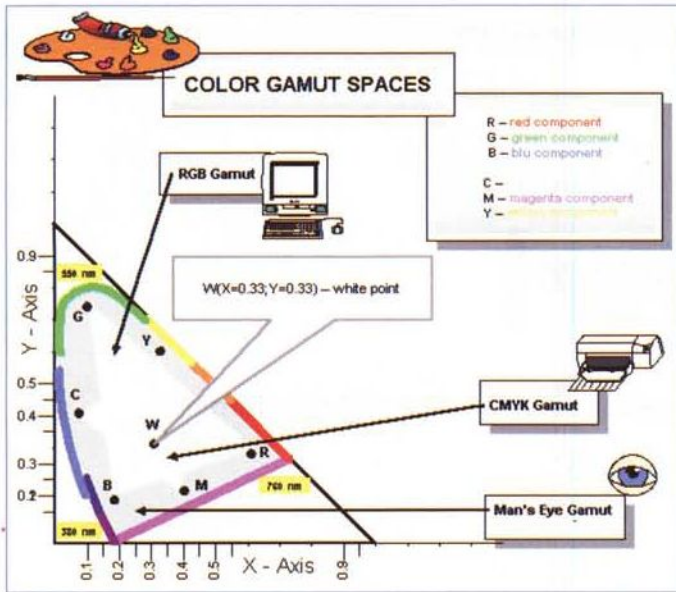 COLOR GAMUT SPACES
R – red component
G – green component
B – blu component
C –
M – magenta component
Y –
RGB Gamut
W(X=0.33; Y=0.33) – white point
CMYK Gamut
Man's Eye Gamut
550 nm
760 nm
380 nm
G
Y
C
W
R
B
M
Y - Axis
0.9
0.5
0.4
0.3
0.2
X - Axis
0.1
0.2
0.3
0.4
0.5
0.9